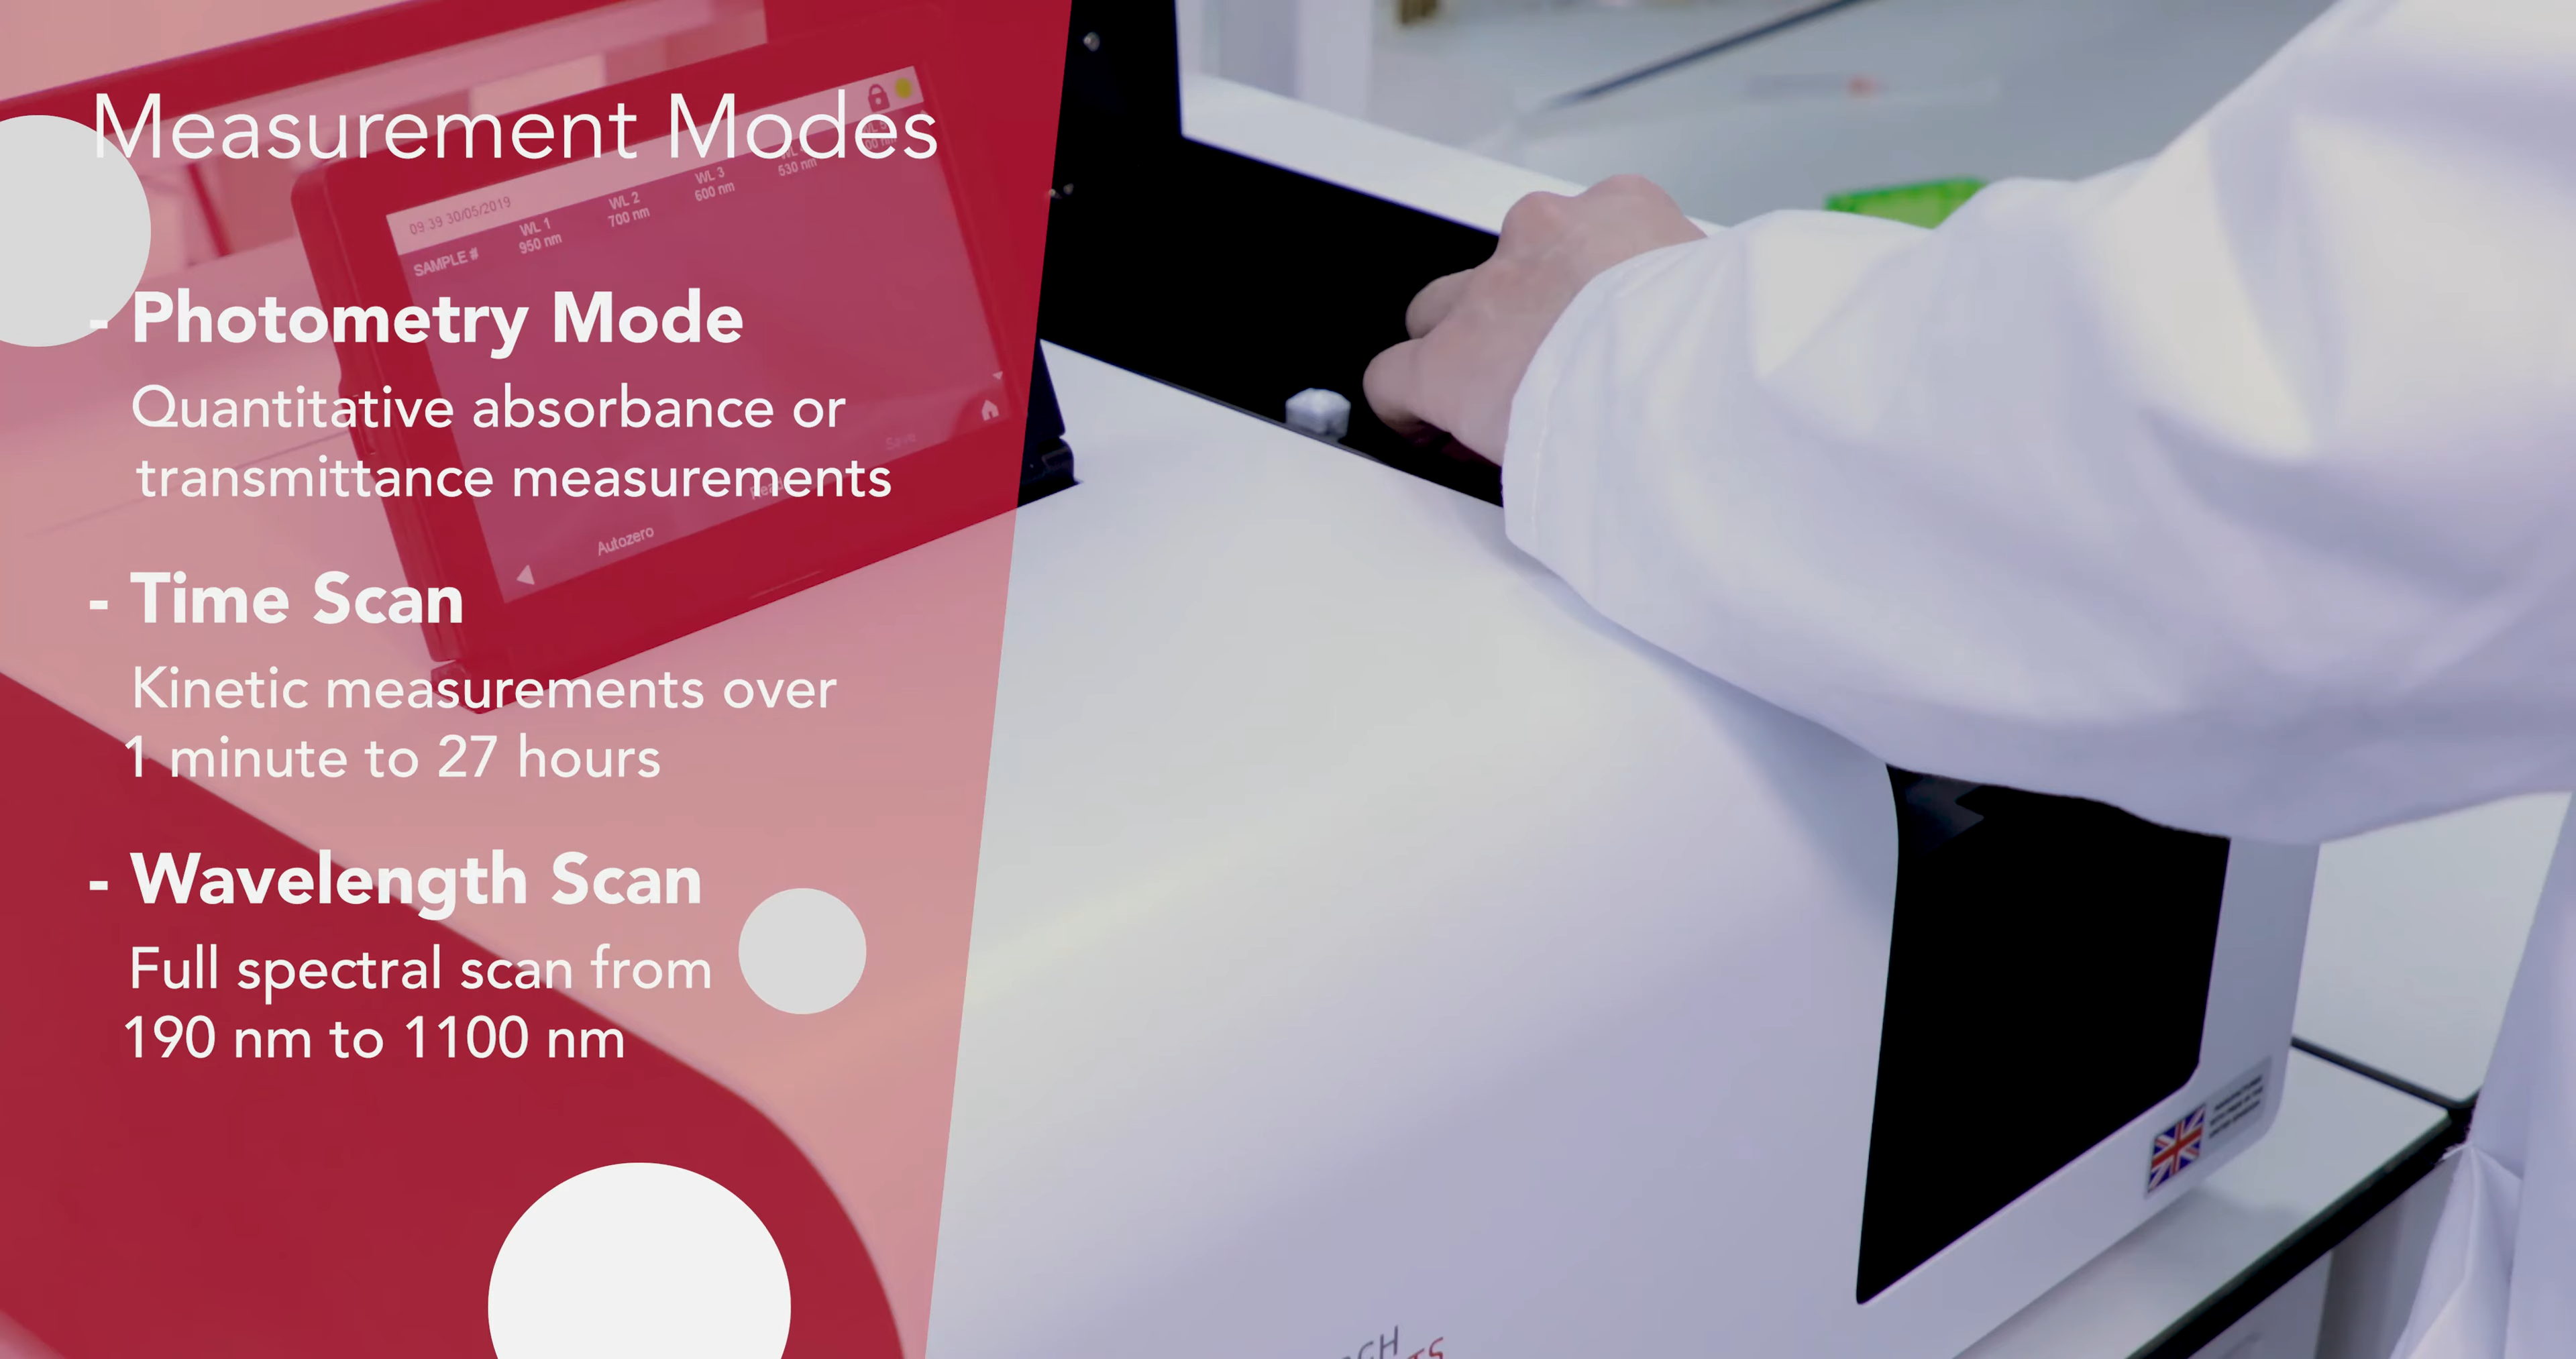 Measurement Modes
09:39 30/05/2019
SAMPLE #
WL 1
950 nm
WL 2
700 nm
WL 3
600 nm
530 nm
- Photometry Mode
Quantitative absorbance or
transmittance measurements
Save
Autozero
- Time Scan
Kinetic measurements over
1 minute to 27 hours
- Wavelength Scan
Full spectral scan from
190 nm to 1100 nm